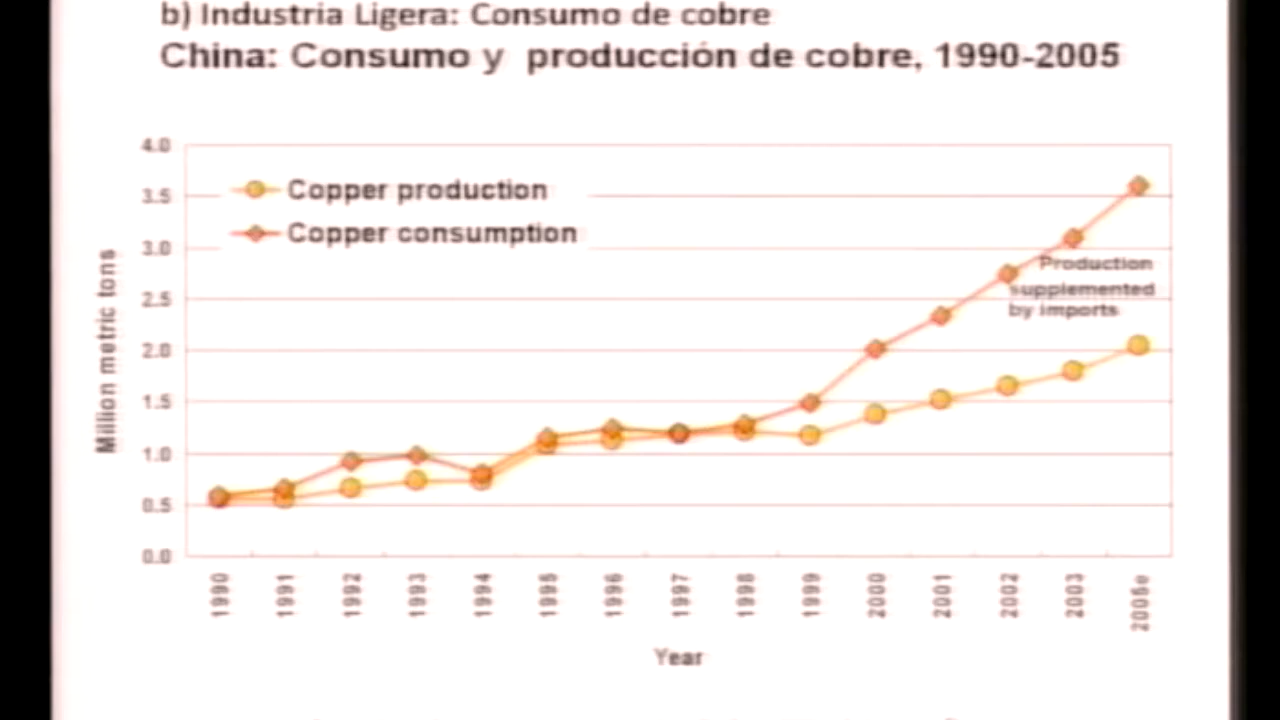 b) Industria Ligera: Consumo de cobre
China: Consumo y producción de cobre, 1990-2005
4.0
3.5
3.0
2.5
2.0
1.5
1.0
0.5
0.0
Million metric tons
Copper production
Copper consumption
Production
supplemented
by imports
1990
1991
1992
1993
1994
1995
1996
1997
1998
1999
2000
2001
2002
2003
2005e
Year